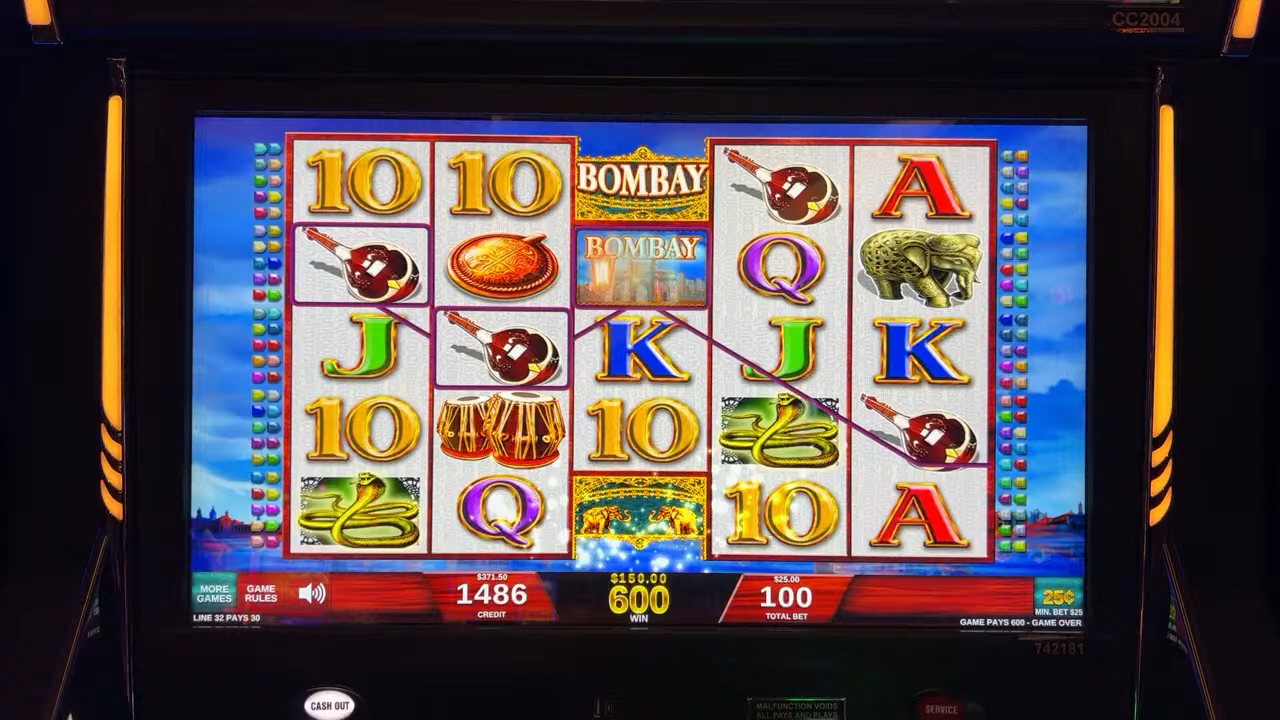 CC2004
10 10 BOMBAY A
BOMBAY Q
J K J K
10 10
Q 10 A
MORE GAMES
GAME RULES
$371.50
1486
CREDIT
$150.00
600
WIN
$25.00
100
TOTAL BET
25¢
MIN. BET $25
LINE 32 PAYS 30
GAME PAYS 600 - GAME OVER
742181
CASH OUT
MALFUNCTION VOIDS
ALL PAYS AND PLAYS
SERVICE